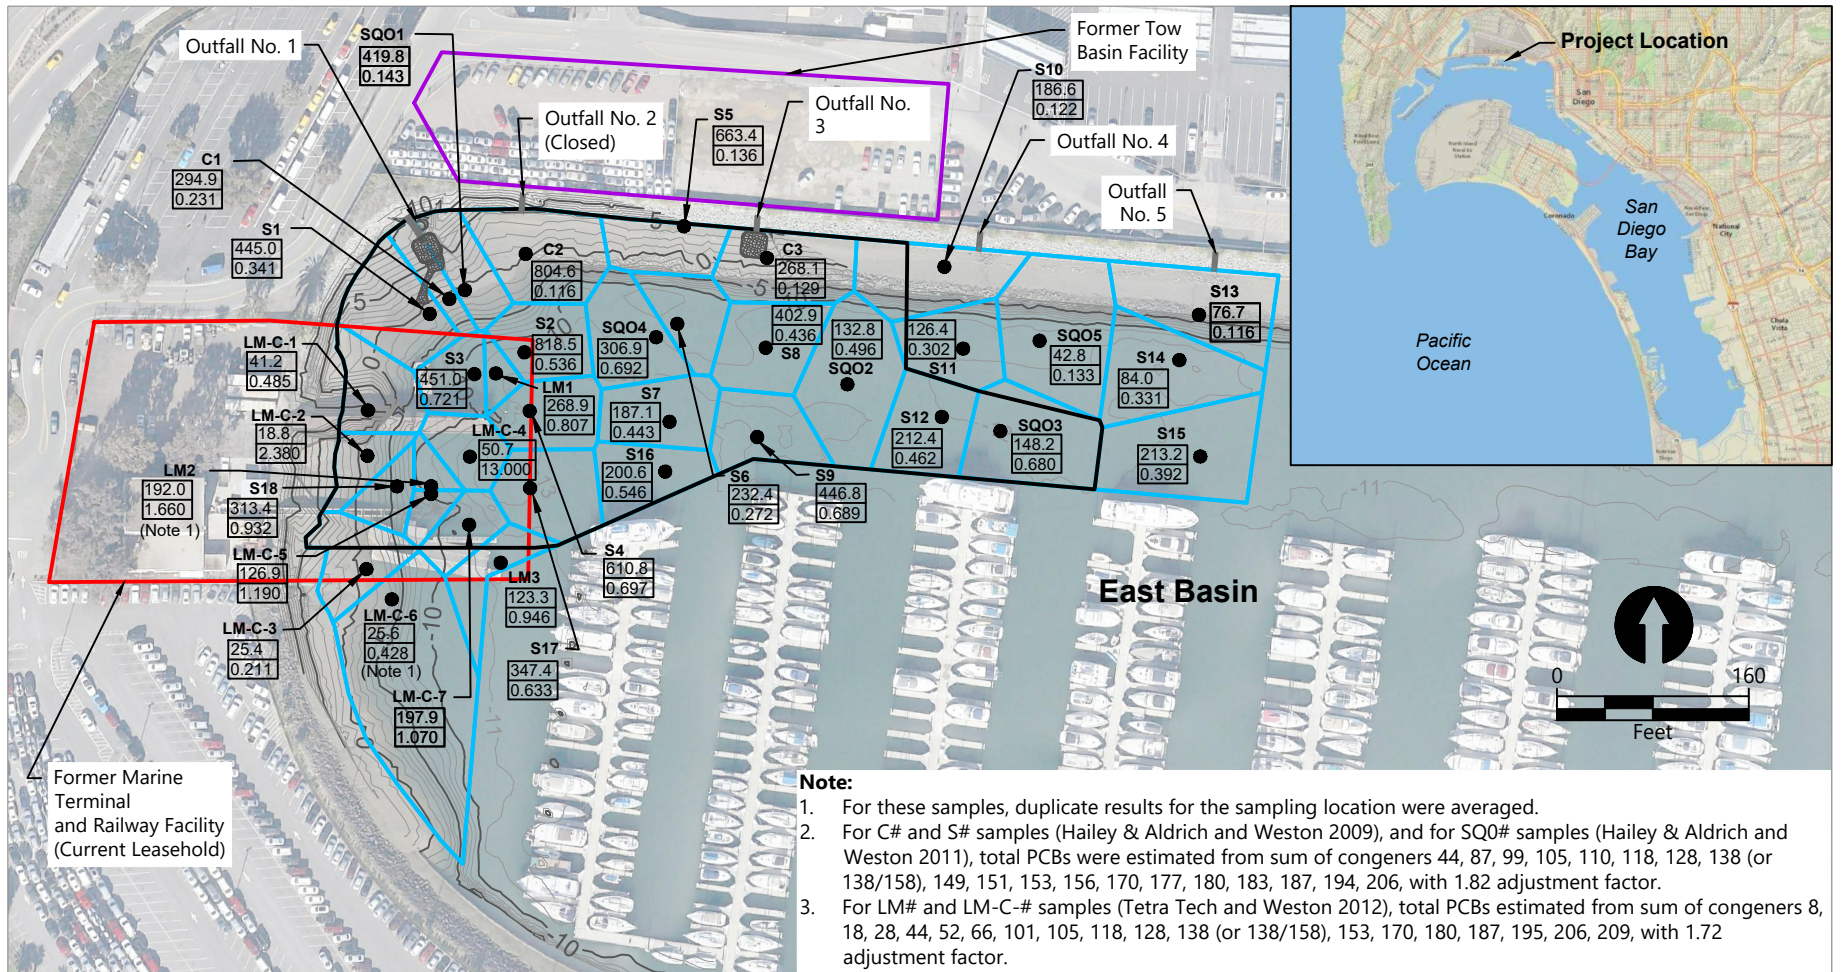 Outfall No. 1
SQO1
419.8
0.143
Former Tow
Basin Facility
S10
186.6
0.122
Project Location
San
Diego
Outfall No. 2
(Closed)
S5
663.4
0.136
Outfall No.
3
Outfall No. 4
C1
294.9
0.231
Outfall
No. 5
Coronado
San
Diego
Bay
National
City
S1
445.0
0.341
C2
804.6
0.116
C3
268.1
0.129
S13
76.7
0.116
Chula
Vista
Pacific
Ocean
LM-C-1
41.2
0.485
S3
451.0
0.721
S2
818.5
0.536
SQO4
306.9
0.692
402.9
0.436
S8
132.8
0.496
SQO2
126.4
0.302
S11
SQO5
42.8
0.133
S14
84.0
0.331
LM1
268.9
0.807
S7
187.1
0.443
LM-C-2
18.8
2.380
LM-C-4
50.7
13.000
S12
212.4
0.462
SQO3
148.2
0.680
S15
213.2
0.392
LM2
192.0
1.660
(Note 1)
S18
313.4
0.932
S16
200.6
0.546
S6
232.4
0.272
S9
446.8
0.689
LM-C-5
126.9
1.190
S4
610.8
0.697
LM3
123.3
0.946
East Basin
LM-C-3
25.4
0.211
LM-C-6
25.6
0.428
(Note 1)
S17
347.4
0.633
LM-C-7
197.9
1.070
0 160
Feet
Former Marine
Terminal
and Railway Facility
(Current Leasehold)
5
0
-5
-10
-11
-13
Note:
1. For these samples, duplicate results for the sampling location were averaged.
2. For C# and S# samples (Hailey & Aldrich and Weston 2009), and for SQ0# samples (Hailey & Aldrich and
Weston 2011), total PCBs were estimated from sum of congeners 44, 87, 99, 105, 110, 118, 128, 138 (or
138/158), 149, 151, 153, 156, 170, 177, 180, 183, 187, 194, 206, with 1.82 adjustment factor.
3. For LM# and LM-C-# samples (Tetra Tech and Weston 2012), total PCBs estimated from sum of congeners 8,
18, 28, 44, 52, 66, 101, 105, 118, 128, 138 (or 138/158), 153, 170, 180, 187, 195, 206, 209, with 1.72
adjustment factor.